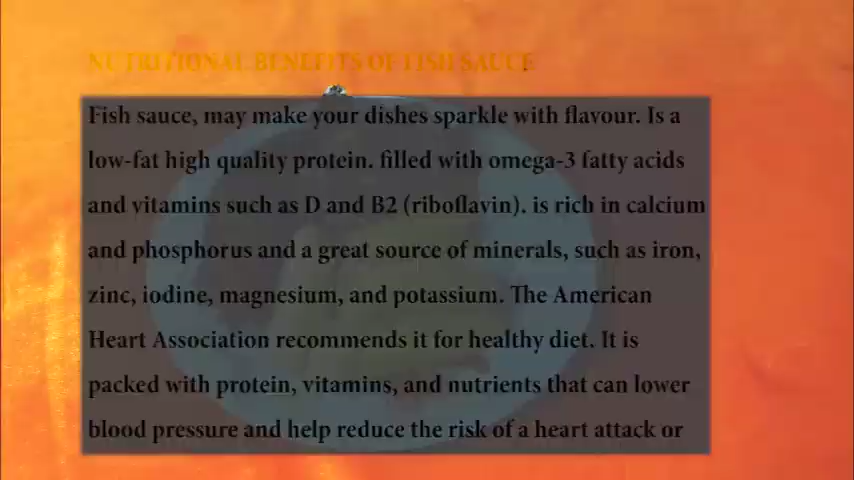 NUTRITIONAL BENEFITS OF FISH SAUCE
Fish sauce, may make your dishes sparkle with flavour. Is a
low-fat high quality protein. filled with omega-3 fatty acids
and vitamins such as D and B2 (riboflavin). is rich in calcium
and phosphorus and a great source of minerals, such as iron,
zinc, iodine, magnesium, and potassium. The American
Heart Association recommends it for healthy diet. It is
packed with protein, vitamins, and nutrients that can lower
blood pressure and help reduce the risk of a heart attack or